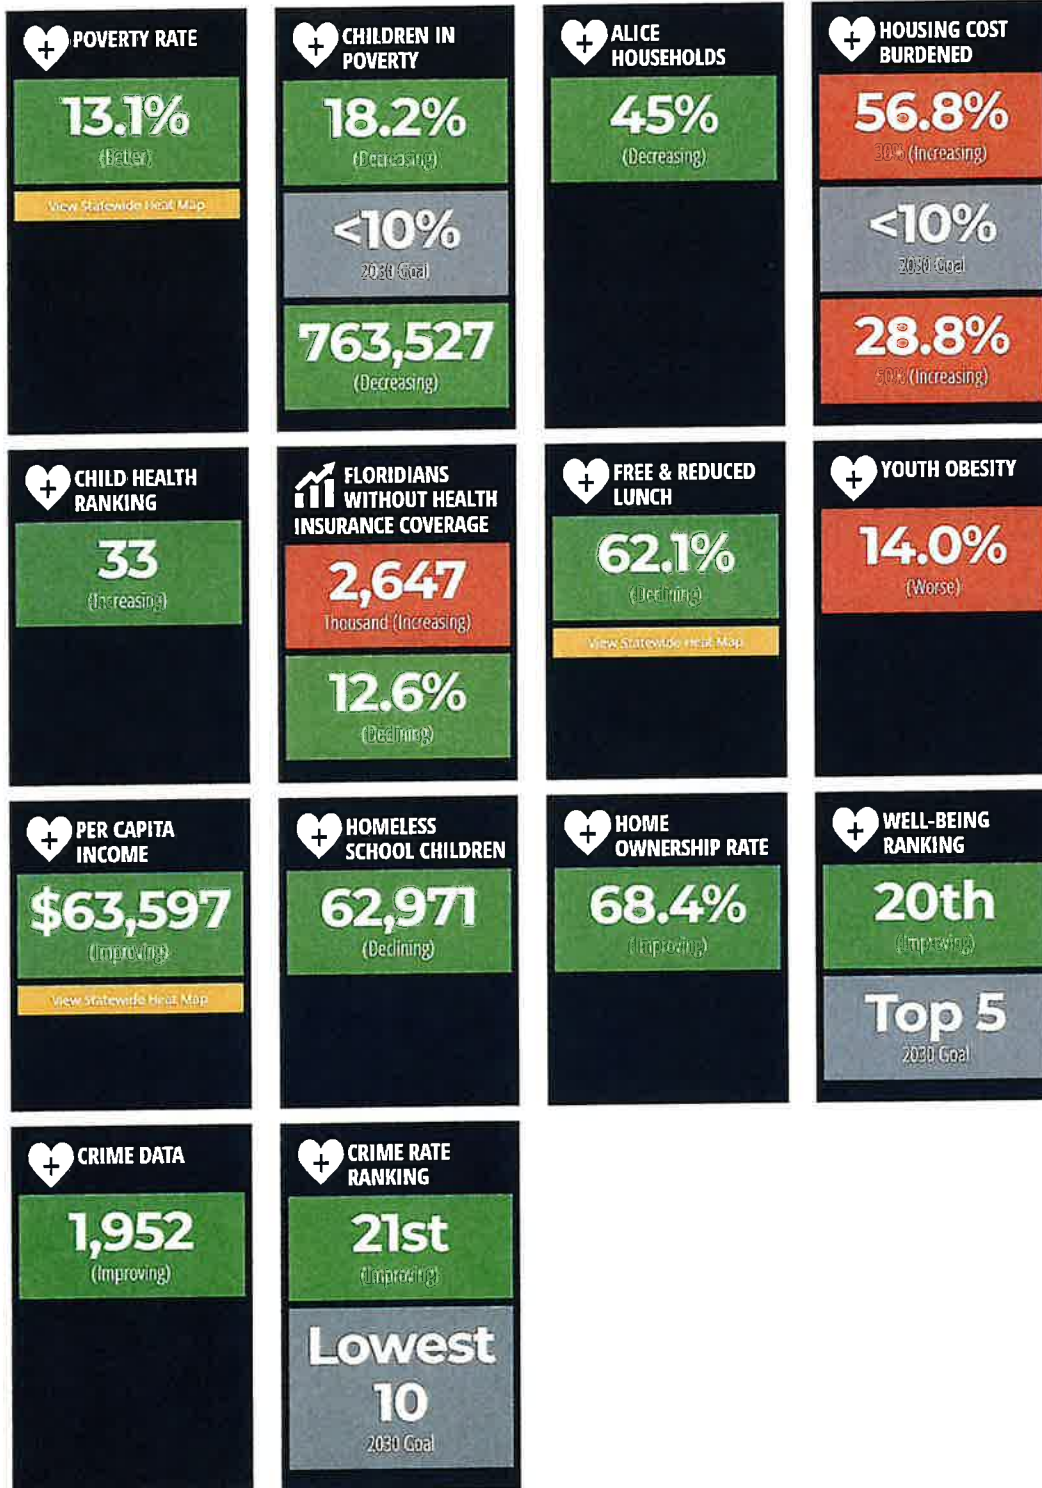 POVERTY RATE
13.1%
(Better)
View Statewide Heat Map
CHILDREN IN
POVERTY
18.2%
(Decreasing)
<10%
2030 Goal
763,527
(Decreasing)
ALICE
HOUSEHOLDS
45%
(Decreasing)
HOUSING COST
BURDENED
56.8%
30% (Increasing)
<10%
2030 Goal
28.8%
50% (Increasing)
CHILD HEALTH
RANKING
33
(Increasing)
FLORIDIANS
WITHOUT HEALTH
INSURANCE COVERAGE
2,647
Thousand (Increasing)
12.6%
(Declining)
FREE & REDUCED
LUNCH
62.1%
(Declining)
View Statewide Heat Map
YOUTH OBESITY
14.0%
(Worse)
PER CAPITA
INCOME
$63,597
(Improving)
View Statewide Heat Map
HOMELESS
SCHOOL CHILDREN
62,971
(Declining)
HOME
OWNERSHIP RATE
68.4%
(Improving)
WELL-BEING
RANKING
20th
(Improving)
Top 5
2030 Goal
CRIME DATA
1,952
(Improving)
CRIME RATE
RANKING
21st
(Improving)
Lowest
10
2030 Goal